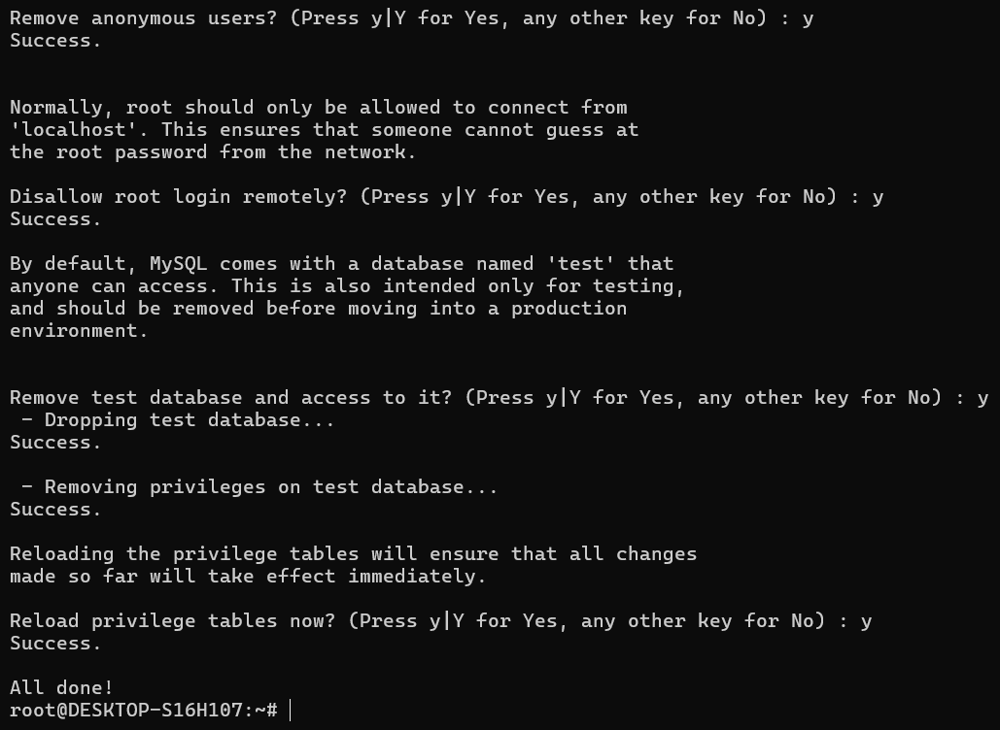 Remove anonymous users? (Press y|Y for Yes, any other key for No) : y
Success.
Normally, root should only be allowed to connect from
'localhost'. This ensures that someone cannot guess at
the root password from the network.
Disallow root login remotely? (Press y|Y for Yes, any other key for No) : y
Success.
By default, MySQL comes with a database named 'test' that
anyone can access. This is also intended only for testing,
and should be removed before moving into a production
environment.
Remove test database and access to it? (Press y|Y for Yes, any other key for No) : y
 - Dropping test database...
Success.
 - Removing privileges on test database...
Success.
Reloading the privilege tables will ensure that all changes
made so far will take effect immediately.
Reload privilege tables now? (Press y|Y for Yes, any other key for No) : y
Success.
All done!
root@DESKTOP-S16H107:~#